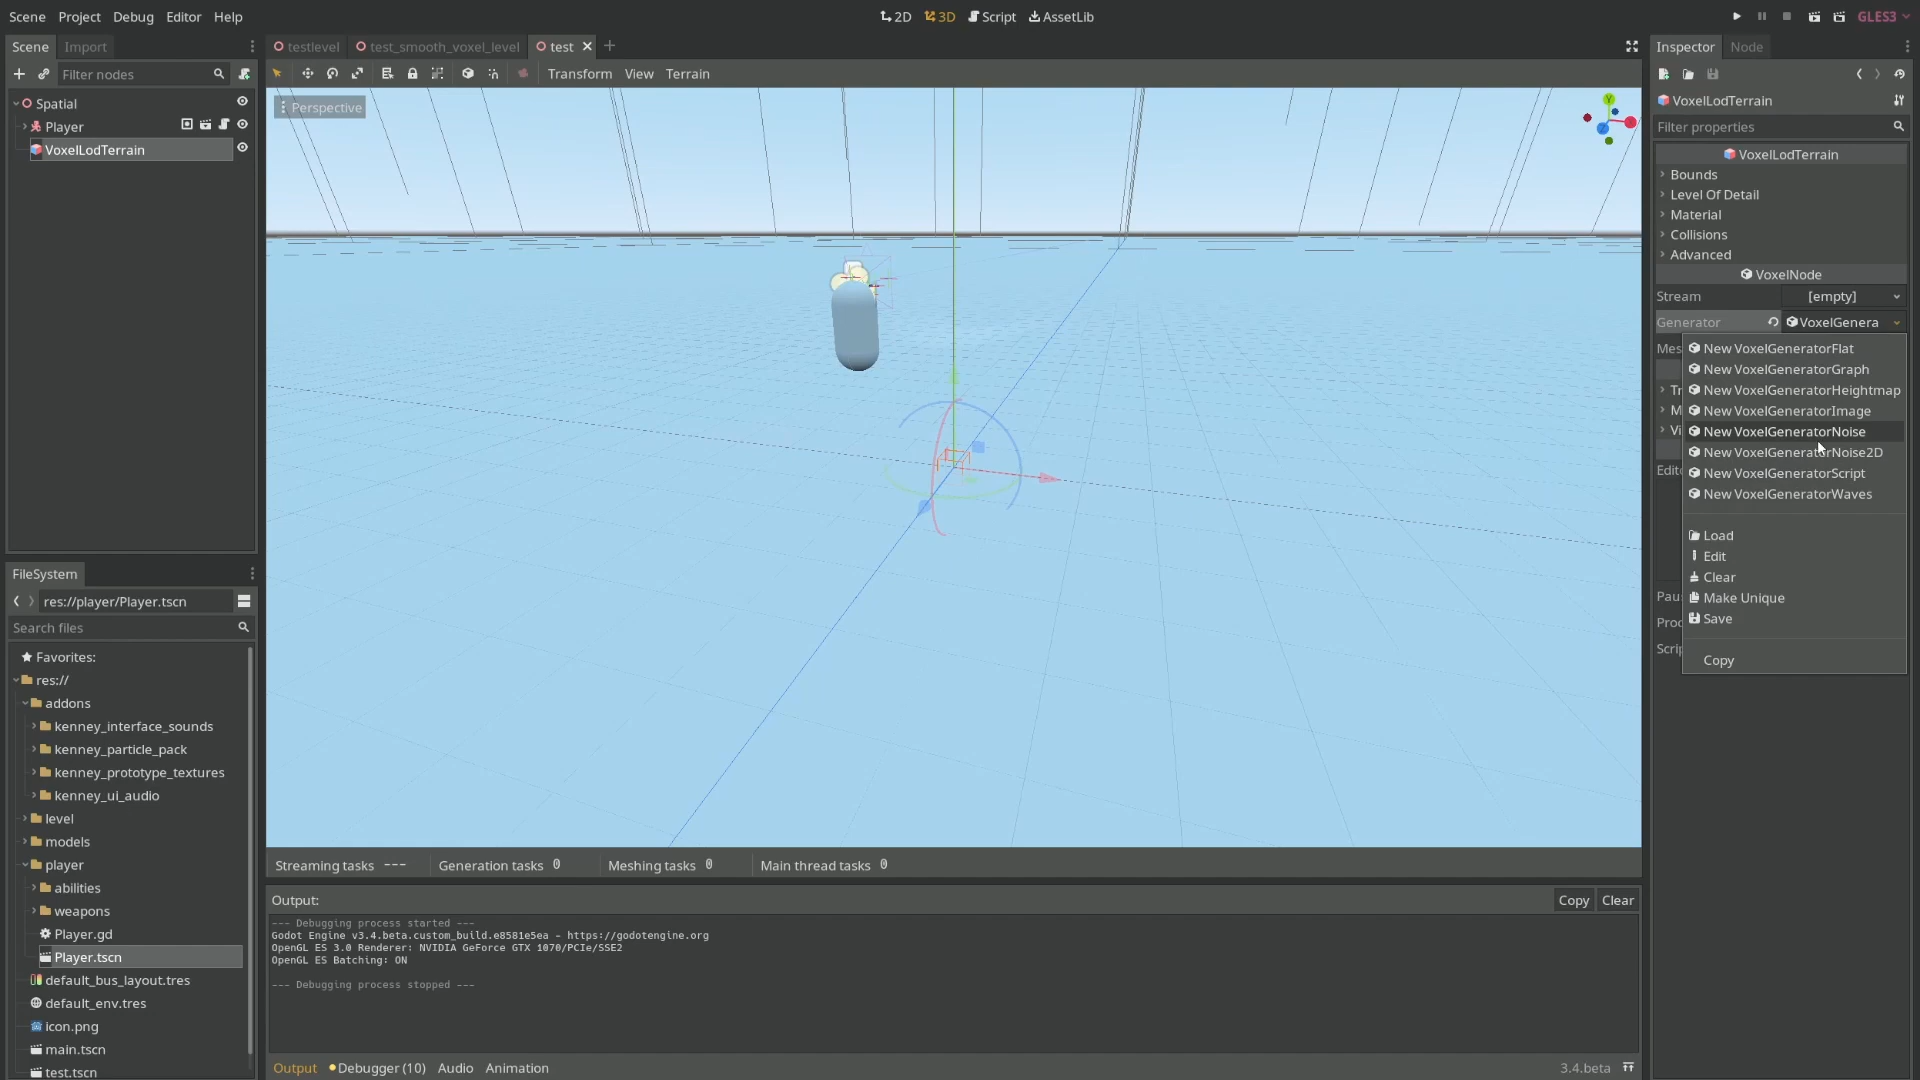 Scene Project Debug Editor Help
2D 3D Script AssetLib
GLES3
Scene Import
testlevel test_smooth_voxel_level test
Inspector Node
Filter nodes
Transform View Terrain
Spatial
Player
VoxelLodTerrain
Perspective
Y
VoxelLodTerrain
Filter properties
VoxelLodTerrain
Bounds
Level Of Detail
Material
Collisions
Advanced
VoxelNode
Stream [empty]
Generator VoxelGenera
Mes
Tr
M
Vi
Edito
Pau
Proc
Scrip
New VoxelGeneratorFlat
New VoxelGeneratorGraph
New VoxelGeneratorHeightmap
New VoxelGeneratorImage
New VoxelGeneratorNoise
New VoxelGeneratorNoise2D
New VoxelGeneratorScript
New VoxelGeneratorWaves
Load
Edit
Clear
Make Unique
Save
Copy
FileSystem
res://player/Player.tscn
Search files
Favorites:
res://
addons
kenney_interface_sounds
kenney_particle_pack
kenney_prototype_textures
kenney_ui_audio
level
models
player
abilities
weapons
Player.gd
Player.tscn
default_bus_layout.tres
default_env.tres
icon.png
main.tscn
test.tscn
Streaming tasks --- Generation tasks 0 Meshing tasks 0 Main thread tasks 0
Output: Copy Clear
--- Debugging process started ---
Godot Engine v3.4.beta.custom_build.e8581e5ea - https://godotengine.org
OpenGL ES 3.0 Renderer: NVIDIA GeForce GTX 1070/PCIe/SSE2
OpenGL ES Batching: ON
--- Debugging process stopped ---
Output Debugger (10) Audio Animation 3.4.beta